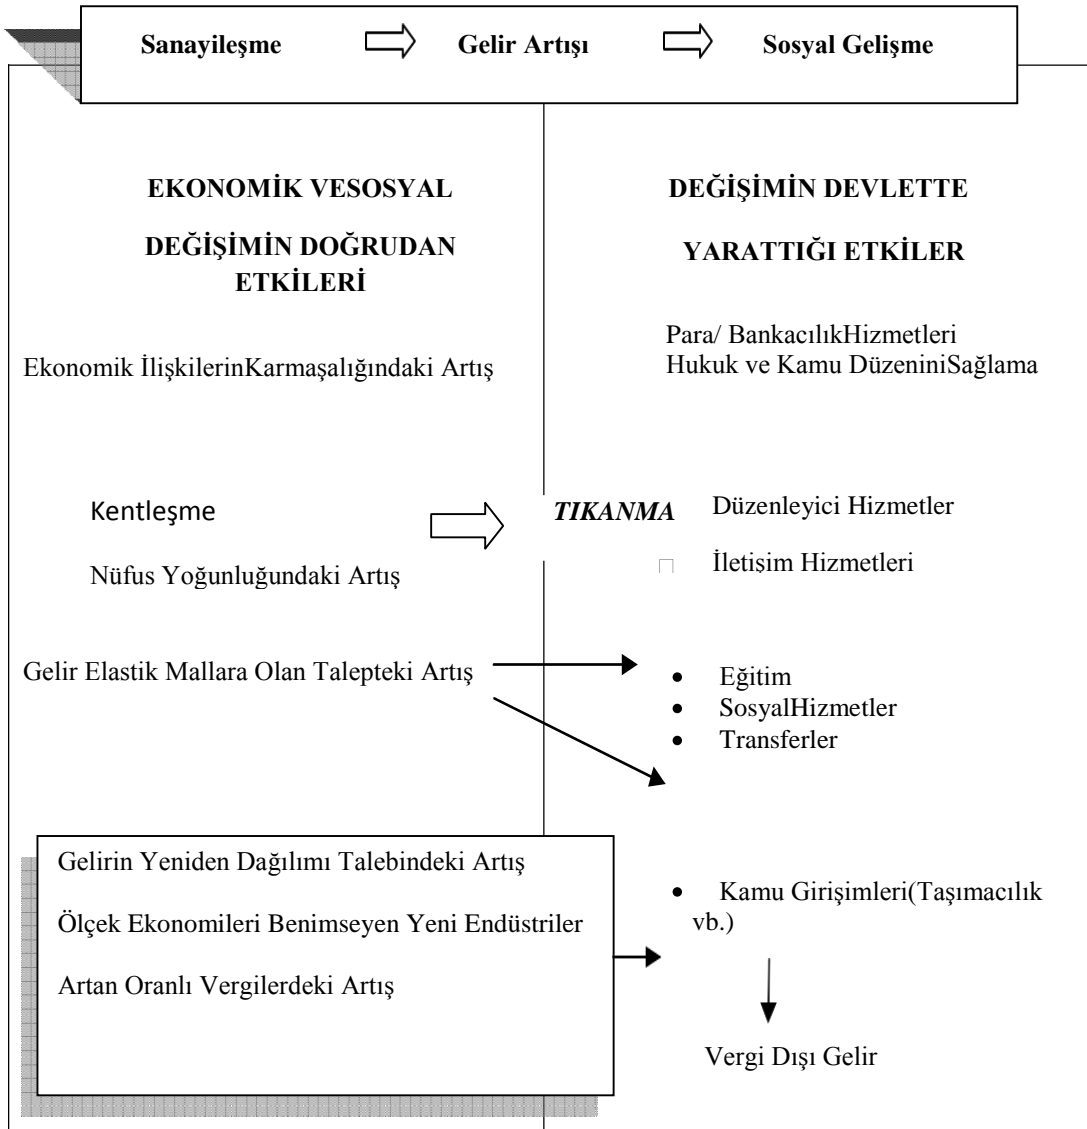 Sanayileşme Gelir Artışı Sosyal Gelişme
EKONOMİK VESOSYAL
DEĞİŞİMİN DOĞRUDAN
ETKİLERİ
DEĞİŞİMİN DEVLETTE
YARATTIĞI ETKİLER
Ekonomik İlişkilerinKarmaşalığındaki Artış
Para/ BankacılıkHizmetleri
Hukuk ve Kamu DüzeniniSağlama
Kentleşme
Nüfus Yoğunluğundaki Artış
TIKANMA
Düzenleyici Hizmetler
İletişim Hizmetleri
Gelir Elastik Mallara Olan Talepteki Artış
• Eğitim
• SosyalHizmetler
• Transferler
Gelirin Yeniden Dağılımı Talebindeki Artış
Ölçek Ekonomileri Benimseyen Yeni Endüstriler
Artan Oranlı Vergilerdeki Artış
• Kamu Girişimleri(Taşımacılık
vb.)
Vergi Dışı Gelir